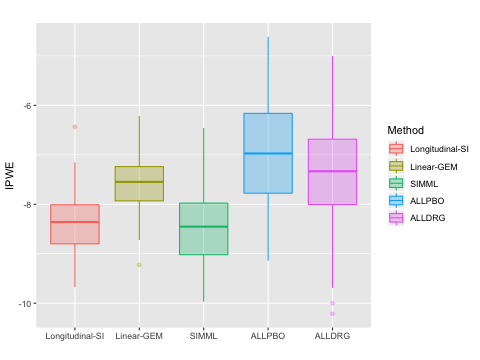 IPWE
-6
-8
-10
Longitudinal-SI Linear-GEM SIMML ALLPBO ALLDRG
Method
Longitudinal-SI
Linear-GEM
SIMML
ALLPBO
ALLDRG